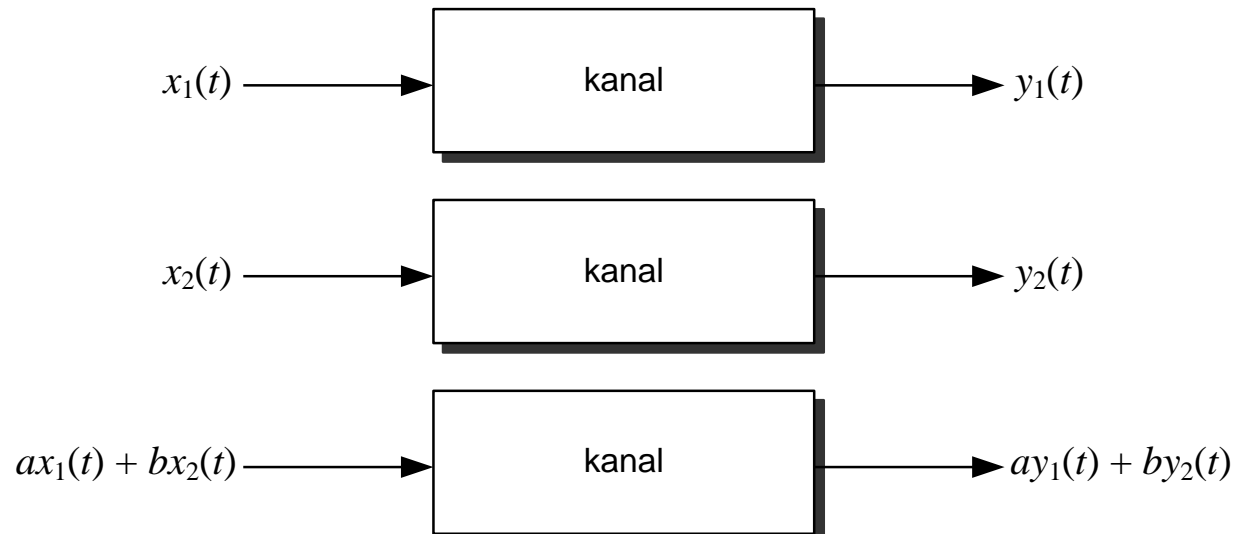 x₁(t) kanal y₁(t)
x₂(t) kanal y₂(t)
ax₁(t) + bx₂(t) kanal ay₁(t) + by₂(t)